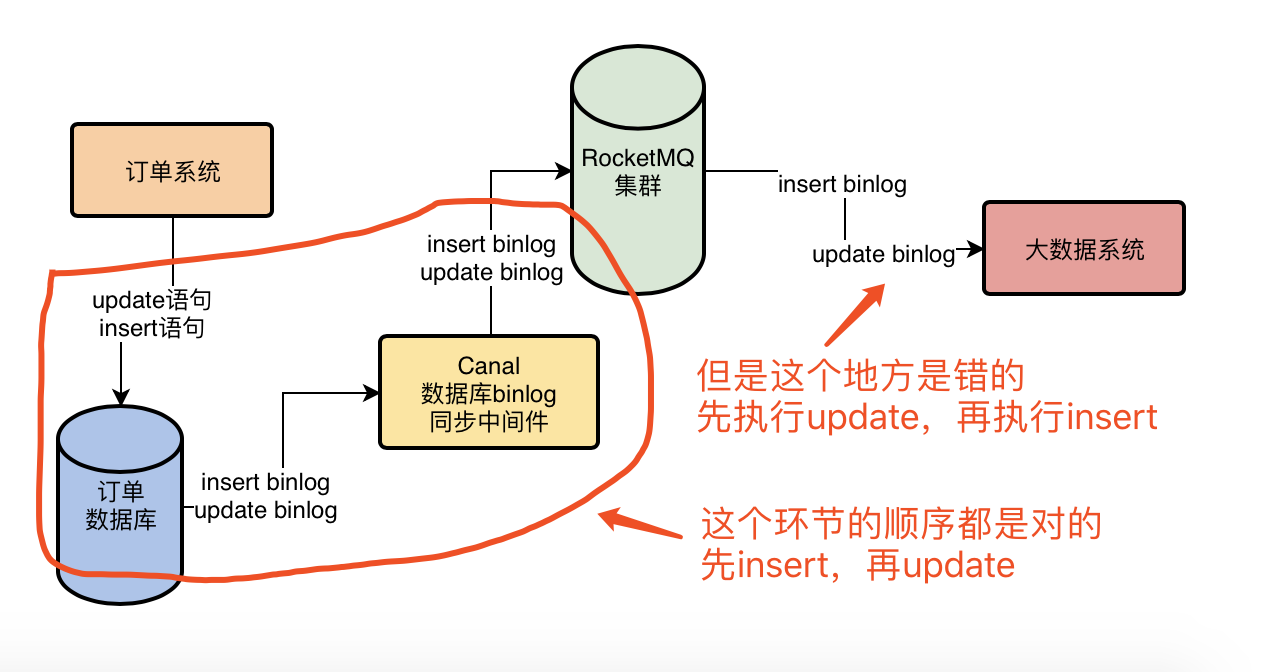 订单系统
update语句
insert语句
订单
数据库
insert binlog
update binlog
Canal
数据库binlog
同步中间件
insert binlog
update binlog
RocketMQ
集群
insert binlog
update binlog
大数据系统
但是这个地方是错的
先执行update，再执行insert
这个环节的顺序都是对的
先insert，再update